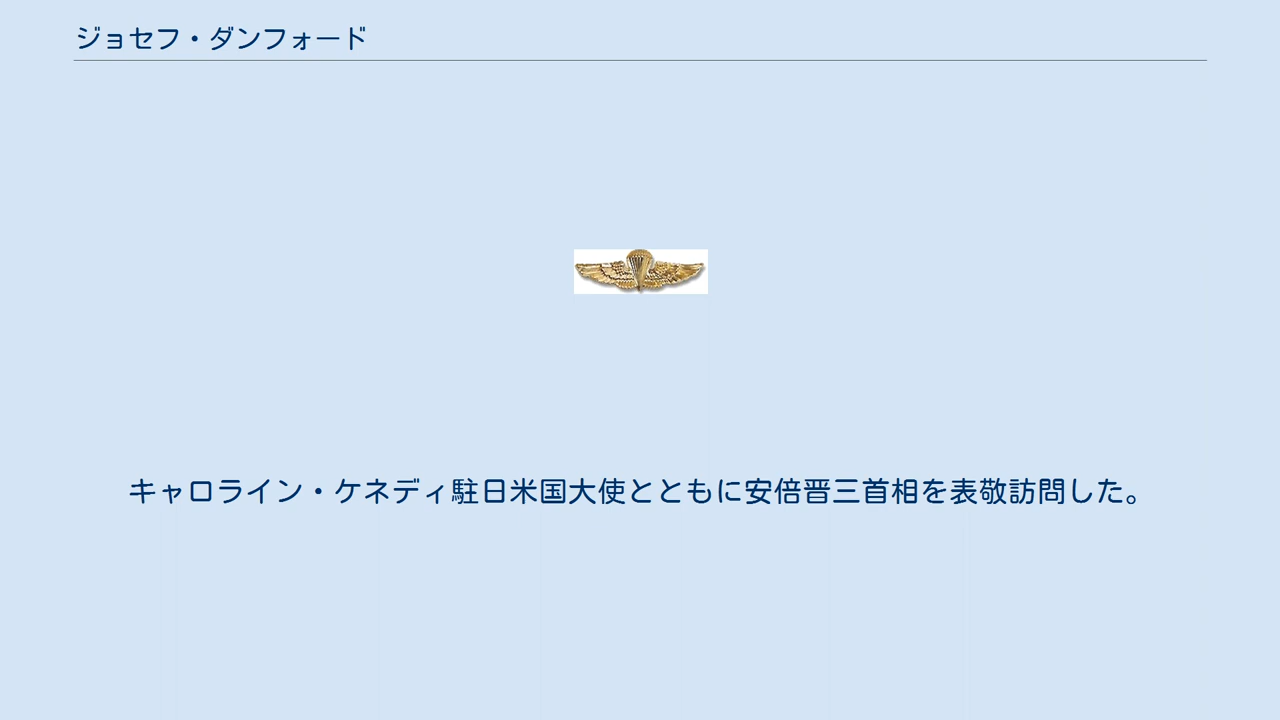 ジョセフ・ダンフォード
キャロライン・ケネディ駐日米国大使とともに安倍晋三首相を表敬訪問した。